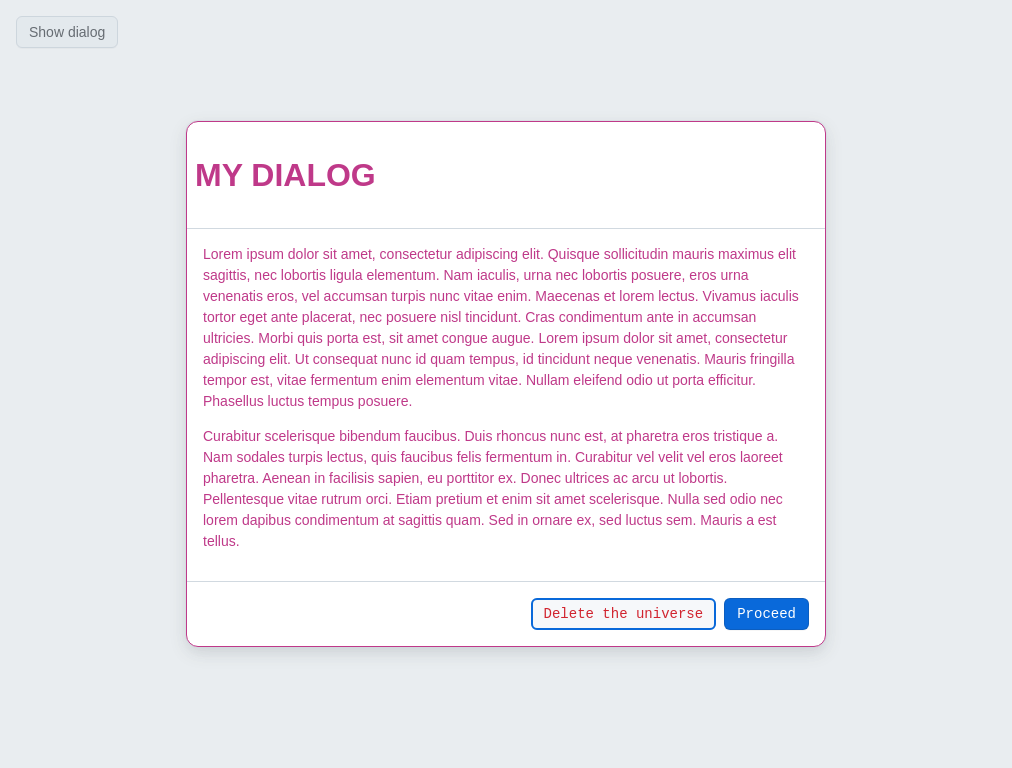 Show dialog
MY DIALOG
Lorem ipsum dolor sit amet, consectetur adipiscing elit. Quisque sollicitudin mauris maximus elit
sagittis, nec lobortis ligula elementum. Nam iaculis, urna nec lobortis posuere, eros urna
venenatis eros, vel accumsan turpis nunc vitae enim. Maecenas et lorem lectus. Vivamus iaculis
tortor eget ante placerat, nec posuere nisl tincidunt. Cras condimentum ante in accumsan
ultricies. Morbi quis porta est, sit amet congue augue. Lorem ipsum dolor sit amet, consectetur
adipiscing elit. Ut consequat nunc id quam tempus, id tincidunt neque venenatis. Mauris fringilla
tempor est, vitae fermentum enim elementum vitae. Nullam eleifend odio ut porta efficitur.
Phasellus luctus tempus posuere.
Curabitur scelerisque bibendum faucibus. Duis rhoncus nunc est, at pharetra eros tristique a.
Nam sodales turpis lectus, quis faucibus felis fermentum in. Curabitur vel velit vel eros laoreet
pharetra. Aenean in facilisis sapien, eu porttitor ex. Donec ultrices ac arcu ut lobortis.
Pellentesque vitae rutrum orci. Etiam pretium et enim sit amet scelerisque. Nulla sed odio nec
lorem dapibus condimentum at sagittis quam. Sed in ornare ex, sed luctus sem. Mauris a est
tellus.
Delete the universe Proceed